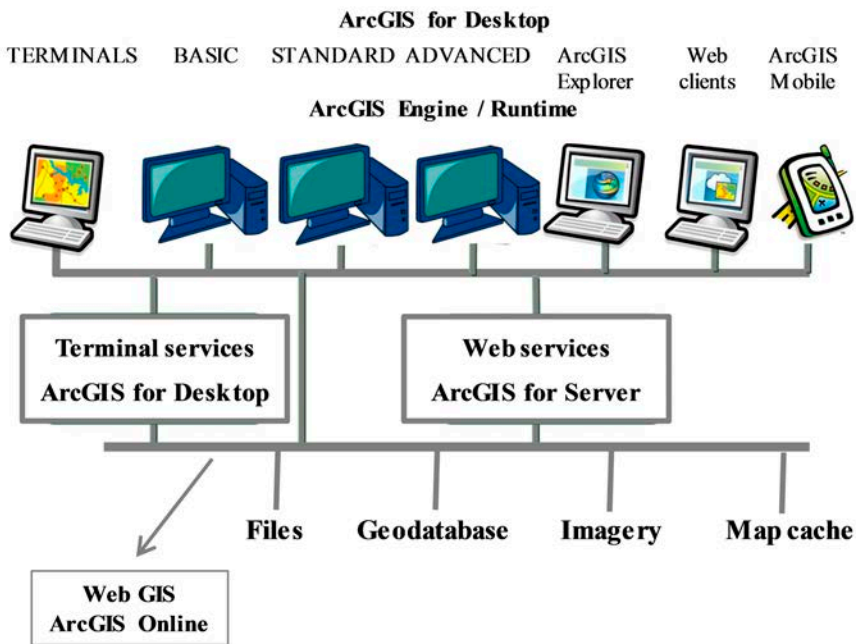 ArcGIS for Desktop
TERMINALS BASIC STANDARD ADVANCED ArcGIS Explorer Web clients ArcGIS Mobile
ArcGIS Engine / Runtime
Terminal services
ArcGIS for Desktop
Web services
ArcGIS for Server
Files Geodatabase Imagery Map cache
Web GIS
ArcGIS Online